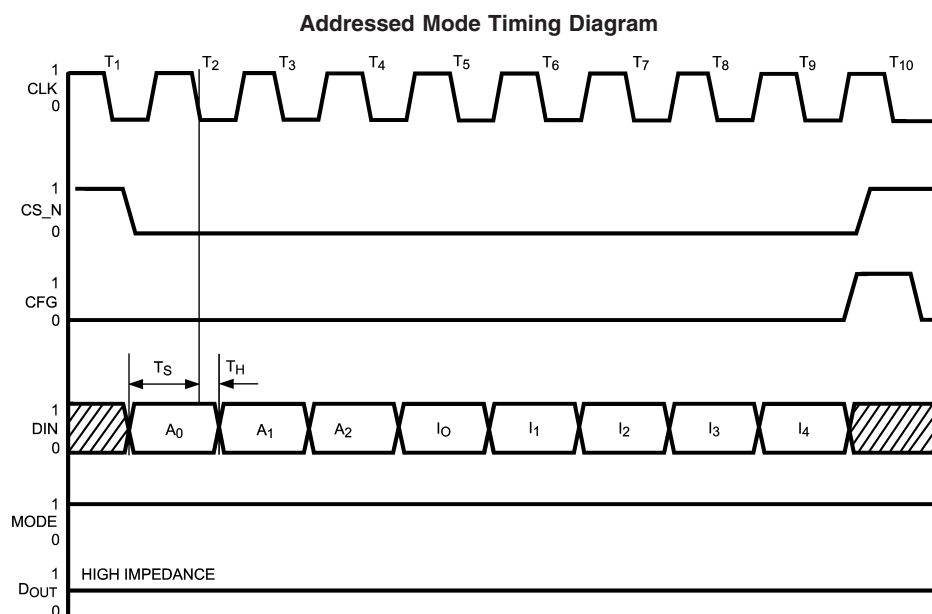 Addressed Mode Timing Diagram
T1 T2 T3 T4 T5 T6 T7 T8 T9 T10
1
CLK
0
1
CS_N
0
1
CFG
0
TS TH
1
DIN
0
A0 A1 A2 IO I1 I2 I3 I4
1
MODE
0
1
DOUT
0
HIGH IMPEDANCE